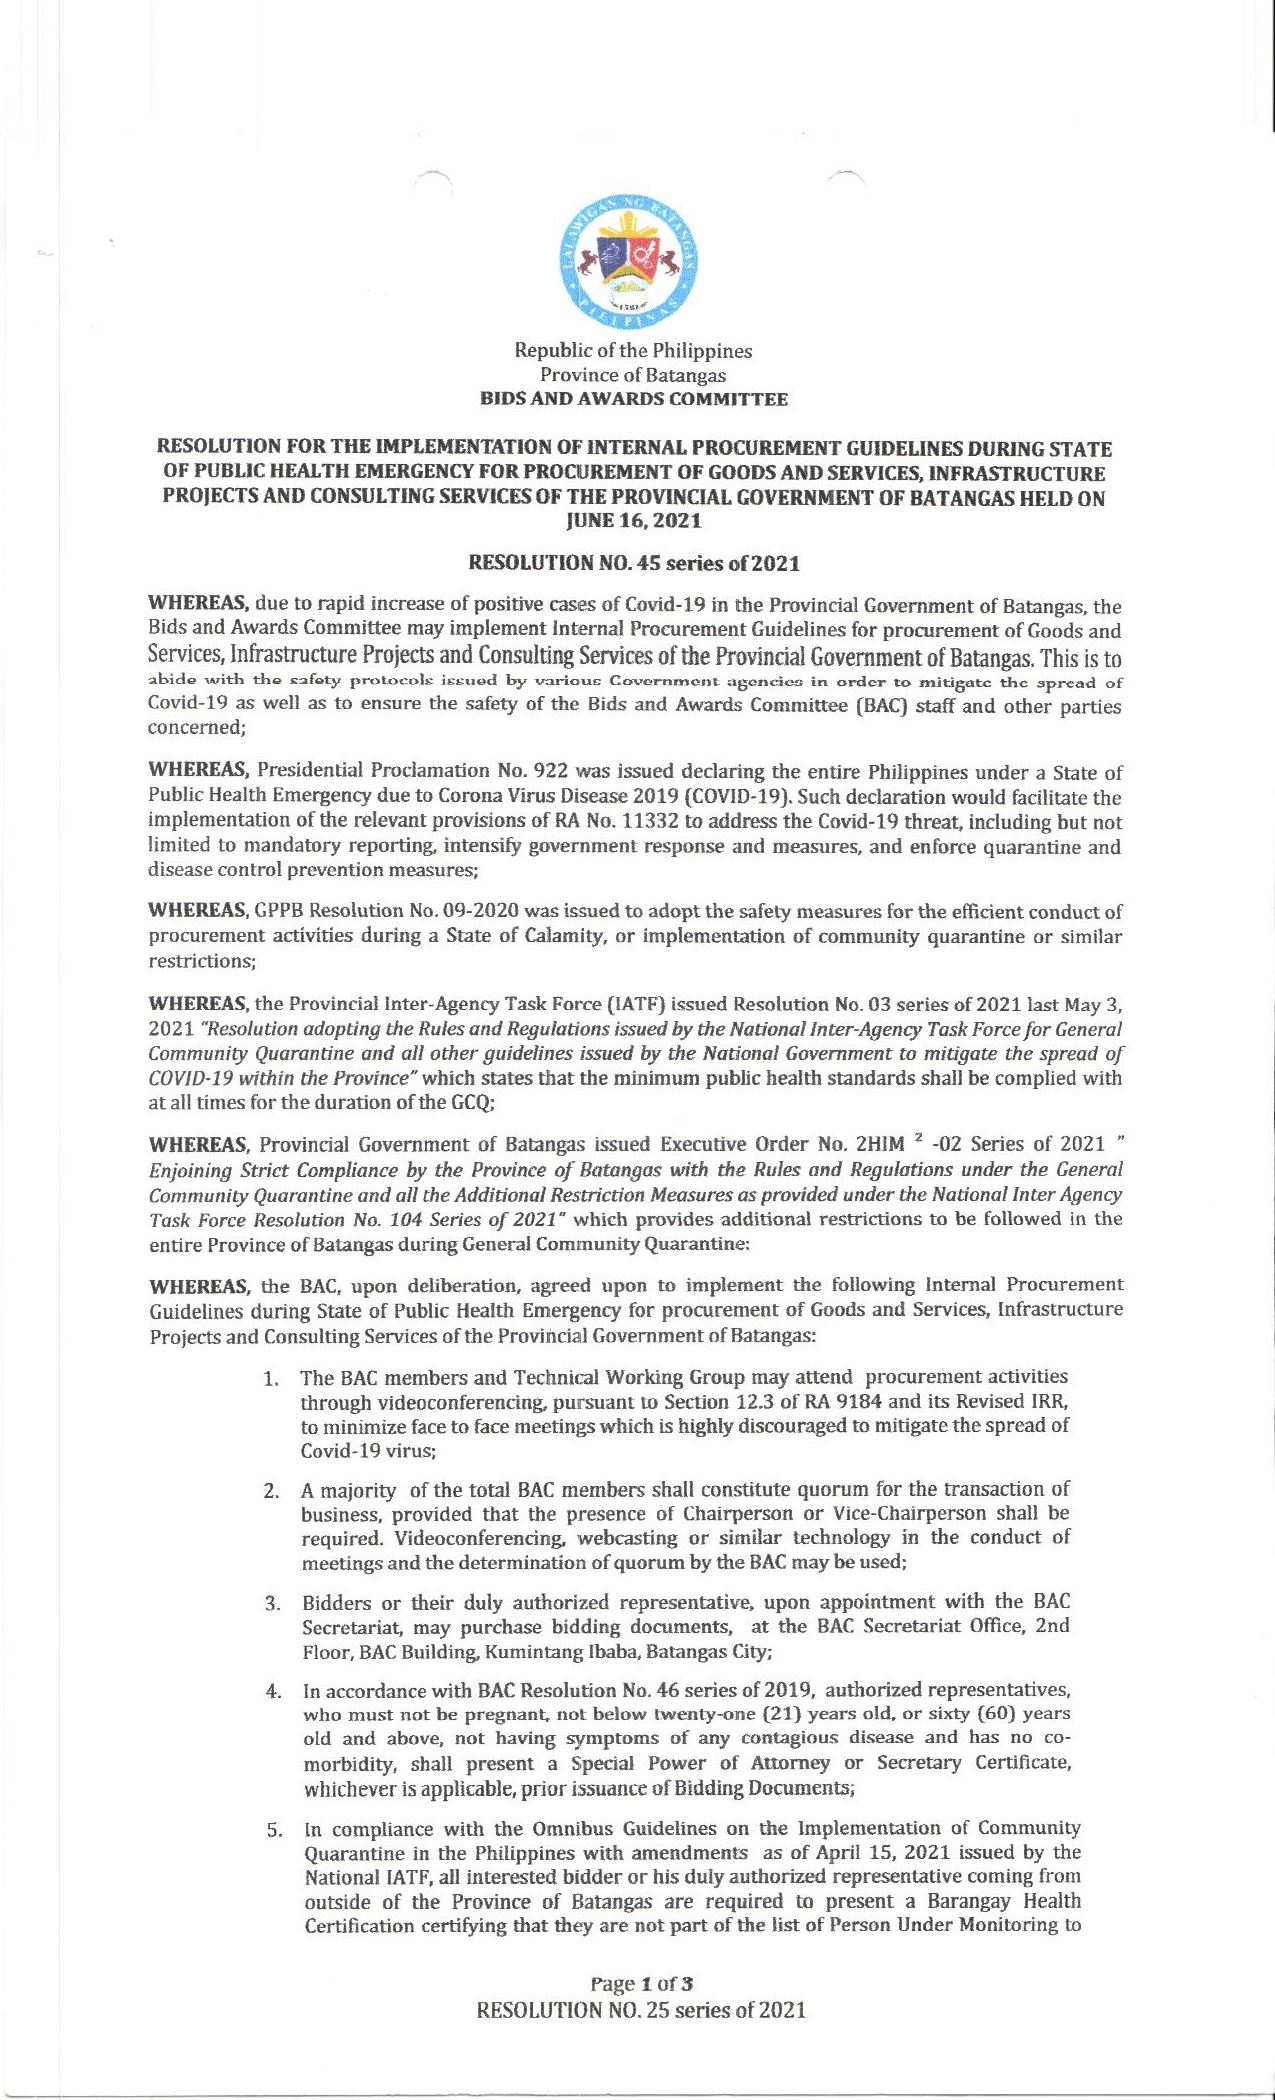 LALAWIGAN NG BATANGAS
1581
PILIPINAS
Republic of the Philippines
Province of Batangas
BIDS AND AWARDS COMMITTEE
RESOLUTION FOR THE IMPLEMENTATION OF INTERNAL PROCUREMENT GUIDELINES DURING STATE
OF PUBLIC HEALTH EMERGENCY FOR PROCUREMENT OF GOODS AND SERVICES, INFRASTRUCTURE
PROJECTS AND CONSULTING SERVICES OF THE PROVINCIAL GOVERNMENT OF BATANGAS HELD ON
JUNE 16, 2021
RESOLUTION NO. 45 series of 2021
WHEREAS, due to rapid increase of positive cases of Covid-19 in the Provincial Government of Batangas, the
Bids and Awards Committee may implement Internal Procurement Guidelines for procurement of Goods and
Services, Infrastructure Projects and Consulting Services of the Provincial Government of Batangas. This is to
abide with the safety protocols issued by various Government agencies in order to mitigate the spread of
Covid-19 as well as to ensure the safety of the Bids and Awards Committee (BAC) staff and other parties
concerned;
WHEREAS, Presidential Proclamation No. 922 was issued declaring the entire Philippines under a State of
Public Health Emergency due to Corona Virus Disease 2019 (COVID-19). Such declaration would facilitate the
implementation of the relevant provisions of RA No. 11332 to address the Covid-19 threat, including but not
limited to mandatory reporting, intensify government response and measures, and enforce quarantine and
disease control prevention measures;
WHEREAS, GPPB Resolution No. 09-2020 was issued to adopt the safety measures for the efficient conduct of
procurement activities during a State of Calamity, or implementation of community quarantine or similar
restrictions;
WHEREAS, the Provincial Inter-Agency Task Force (IATF) issued Resolution No. 03 series of 2021 last May 3,
2021 "Resolution adopting the Rules and Regulations issued by the National Inter-Agency Task Force for General
Community Quarantine and all other guidelines issued by the National Government to mitigate the spread of
COVID-19 within the Province" which states that the minimum public health standards shall be complied with
at all times for the duration of the GCQ;
WHEREAS, Provincial Government of Batangas issued Executive Order No. 2HIM ² -02 Series of 2021 "
Enjoining Strict Compliance by the Province of Batangas with the Rules and Regulations under the General
Community Quarantine and all the Additional Restriction Measures as provided under the National Inter Agency
Task Force Resolution No. 104 Series of 2021" which provides additional restrictions to be followed in the
entire Province of Batangas during General Community Quarantine:
WHEREAS, the BAC, upon deliberation, agreed upon to implement the following Internal Procurement
Guidelines during State of Public Health Emergency for procurement of Goods and Services, Infrastructure
Projects and Consulting Services of the Provincial Government of Batangas:
1. The BAC members and Technical Working Group may attend procurement activities
through videoconferencing, pursuant to Section 12.3 of RA 9184 and its Revised IRR,
to minimize face to face meetings which is highly discouraged to mitigate the spread of
Covid-19 virus;
2. A majority of the total BAC members shall constitute quorum for the transaction of
business, provided that the presence of Chairperson or Vice-Chairperson shall be
required. Videoconferencing, webcasting or similar technology in the conduct of
meetings and the determination of quorum by the BAC may be used;
3. Bidders or their duly authorized representative, upon appointment with the BAC
Secretariat, may purchase bidding documents, at the BAC Secretariat Office, 2nd
Floor, BAC Building, Kumintang Ibaba, Batangas City;
4. In accordance with BAC Resolution No. 46 series of 2019, authorized representatives,
who must not be pregnant, not below twenty-one (21) years old, or sixty (60) years
old and above, not having symptoms of any contagious disease and has no co-
morbidity, shall present a Special Power of Attorney or Secretary Certificate,
whichever is applicable, prior issuance of Bidding Documents;
5. In compliance with the Omnibus Guidelines on the Implementation of Community
Quarantine in the Philippines with amendments as of April 15, 2021 issued by the
National IATF, all interested bidder or his duly authorized representative coming from
outside of the Province of Batangas are required to present a Barangay Health
Certification certifying that they are not part of the list of Person Under Monitoring to
Page 1 of 3
RESOLUTION NO. 25 series of 2021